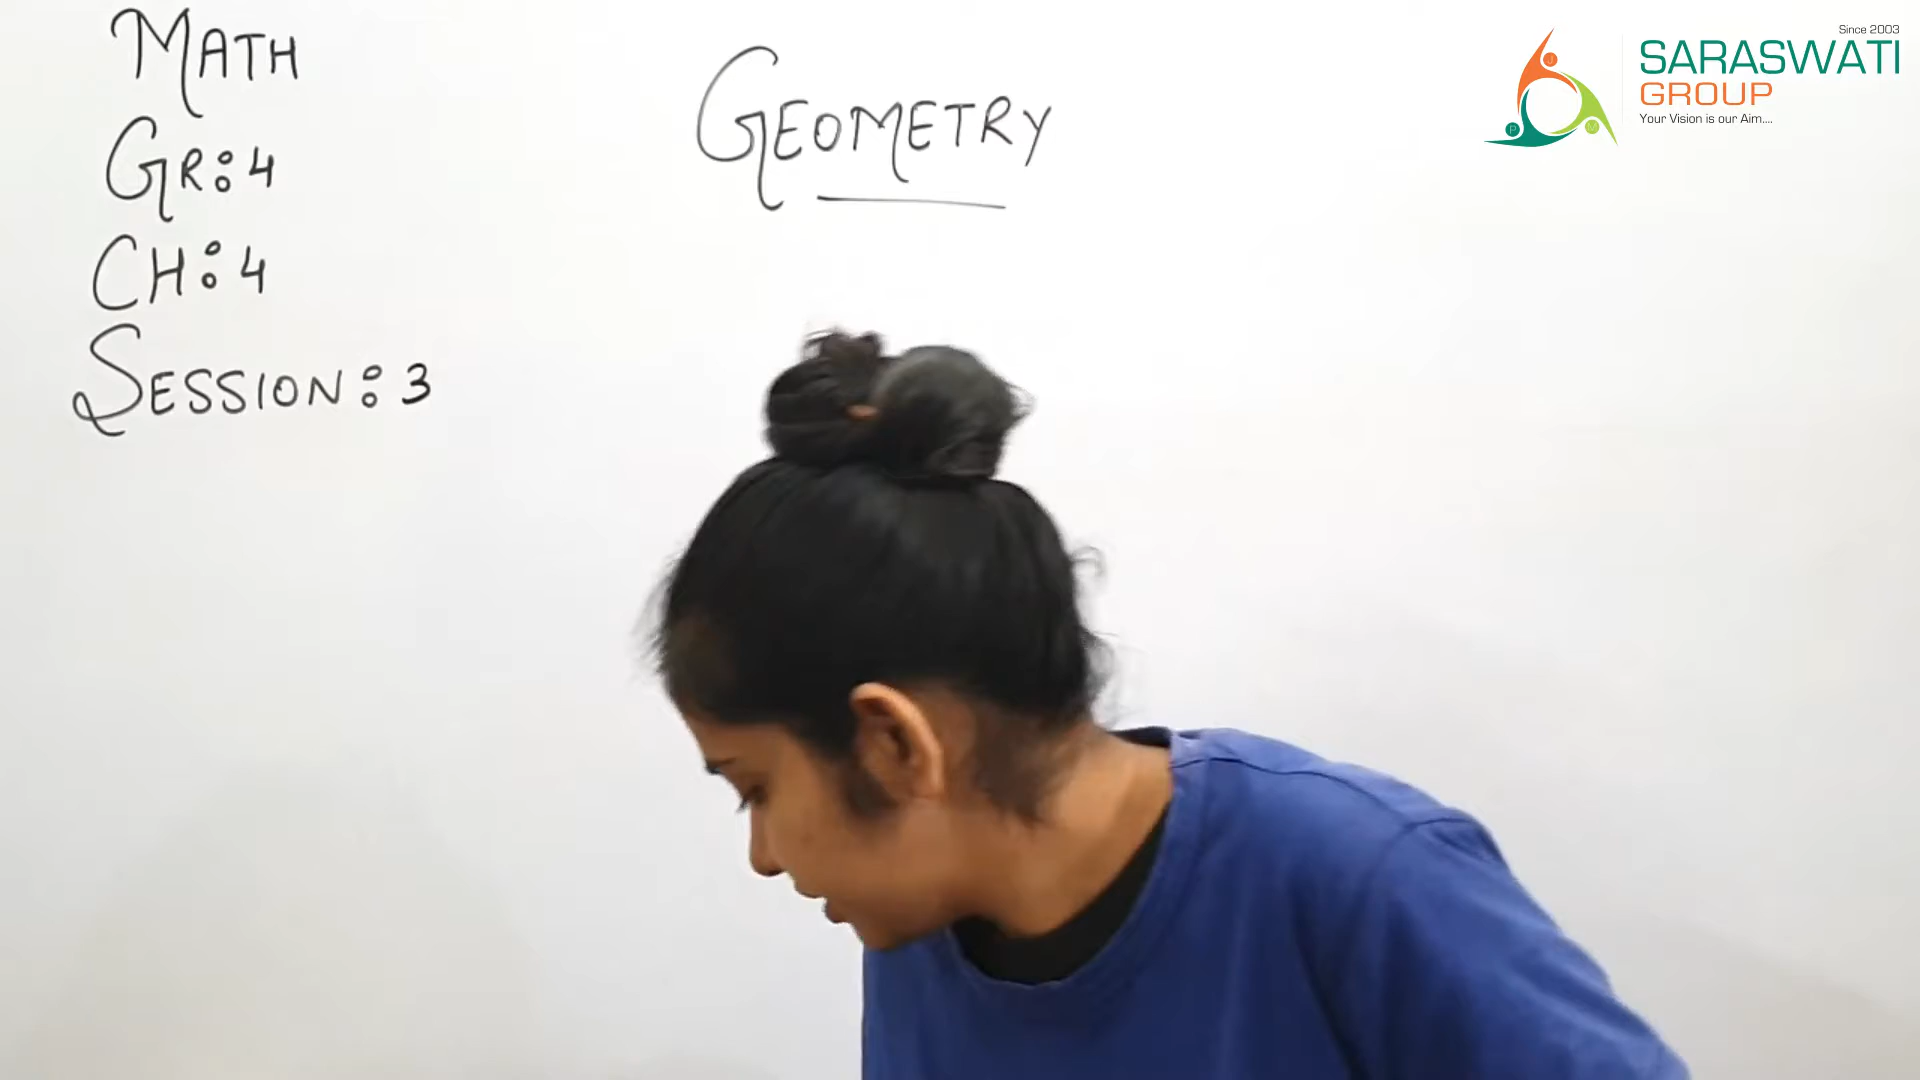 MATH
GR: 4
CH: 4
SESSION: 3
GEOMETRY
Since 2003
SARASWATI
GROUP
Your Vision is our Aim....
J
P
M